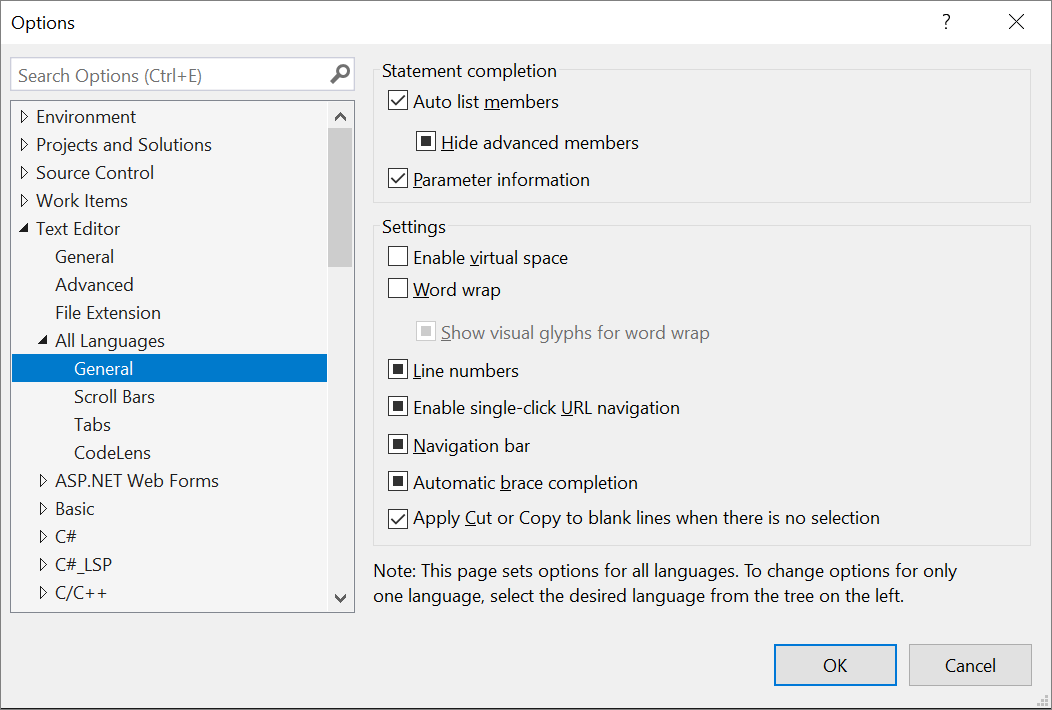 Options
?
Search Options (Ctrl+E)
Environment
Projects and Solutions
Source Control
Work Items
Text Editor
General
Advanced
File Extension
All Languages
General
Scroll Bars
Tabs
CodeLens
ASP.NET Web Forms
Basic
C#
C#_LSP
C/C++
Statement completion
Auto list members
Hide advanced members
Parameter information
Settings
Enable virtual space
Word wrap
Show visual glyphs for word wrap
Line numbers
Enable single-click URL navigation
Navigation bar
Automatic brace completion
Apply Cut or Copy to blank lines when there is no selection
Note: This page sets options for all languages. To change options for only
one language, select the desired language from the tree on the left.
OK
Cancel